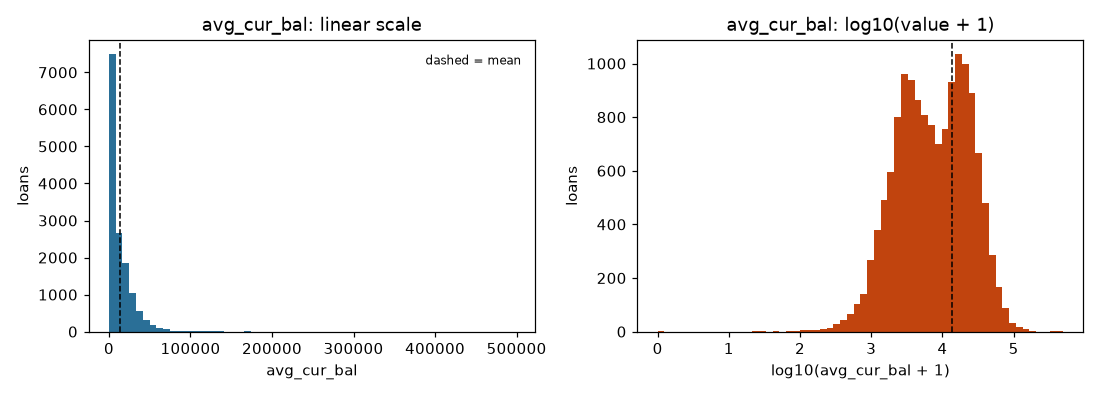 avg_cur_bal: linear scale
dashed = mean
loans
7000
6000
5000
4000
3000
2000
1000
0
0 100000 200000 300000 400000 500000
avg_cur_bal
avg_cur_bal: log10(value + 1)
loans
1000
800
600
400
200
0
0 1 2 3 4 5
log10(avg_cur_bal + 1)